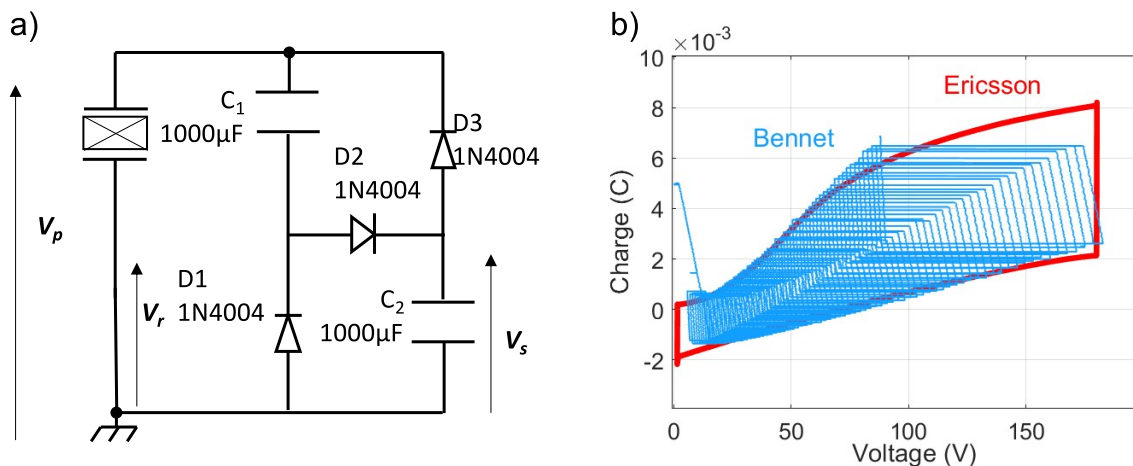 a)
C₁
1000μF
D2
1N4004
D3
1N4004
Vₚ
D1
1N4004
Vᵣ
C₂
1000μF
Vₛ
b)
×10⁻³
10
8
6
4
2
0
-2
Charge (C)
Ericsson
Bennet
0
50
100
150
Voltage (V)